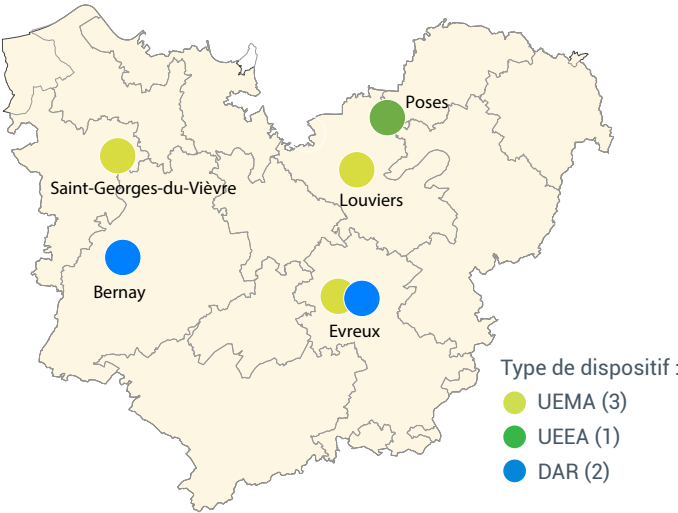 Poses
Saint-Georges-du-Vièvre
Louviers
Bernay
Evreux
Type de dispositif :
UEMA (3)
UEEA (1)
DAR (2)